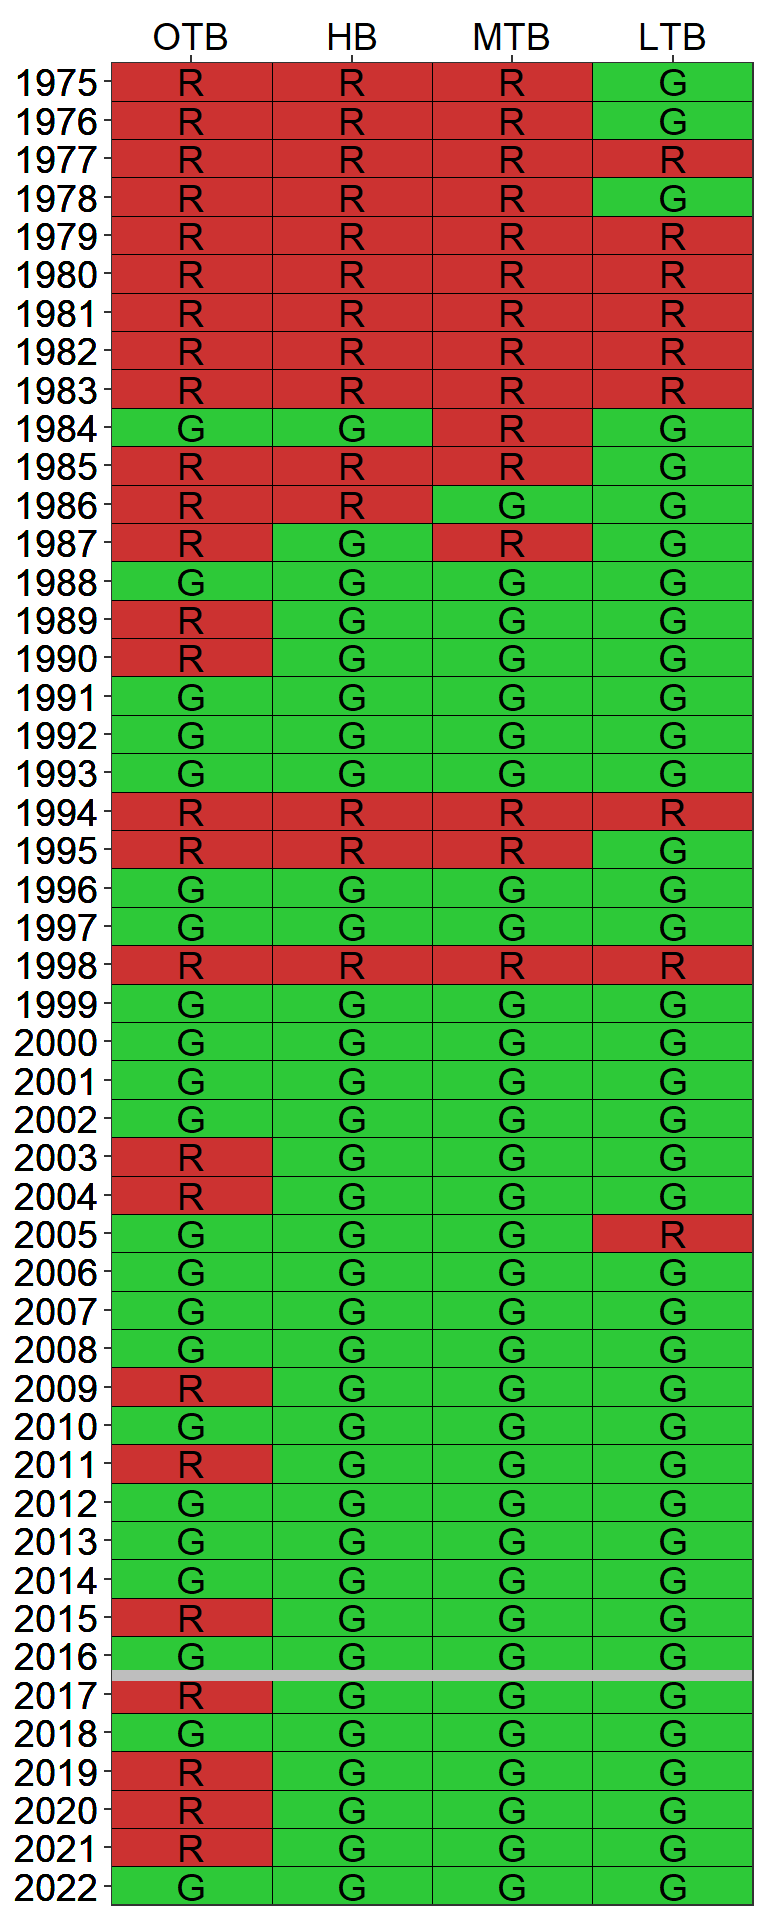 OTB HB MTB LTB
1975 R R R G
1976 R R R G
1977 R R R R
1978 R R R G
1979 R R R R
1980 R R R R
1981 R R R R
1982 R R R R
1983 R R R R
1984 G G R G
1985 R R R G
1986 R R G G
1987 R G R G
1988 G G G G
1989 R G G G
1990 R G G G
1991 G G G G
1992 G G G G
1993 G G G G
1994 R R R R
1995 R R R G
1996 G G G G
1997 G G G G
1998 R R R R
1999 G G G G
2000 G G G G
2001 G G G G
2002 G G G G
2003 R G G G
2004 R G G G
2005 G G G R
2006 G G G G
2007 G G G G
2008 G G G G
2009 R G G G
2010 G G G G
2011 R G G G
2012 G G G G
2013 G G G G
2014 G G G G
2015 R G G G
2016 G G G G
2017 R G G G
2018 G G G G
2019 R G G G
2020 R G G G
2021 R G G G
2022 G G G G